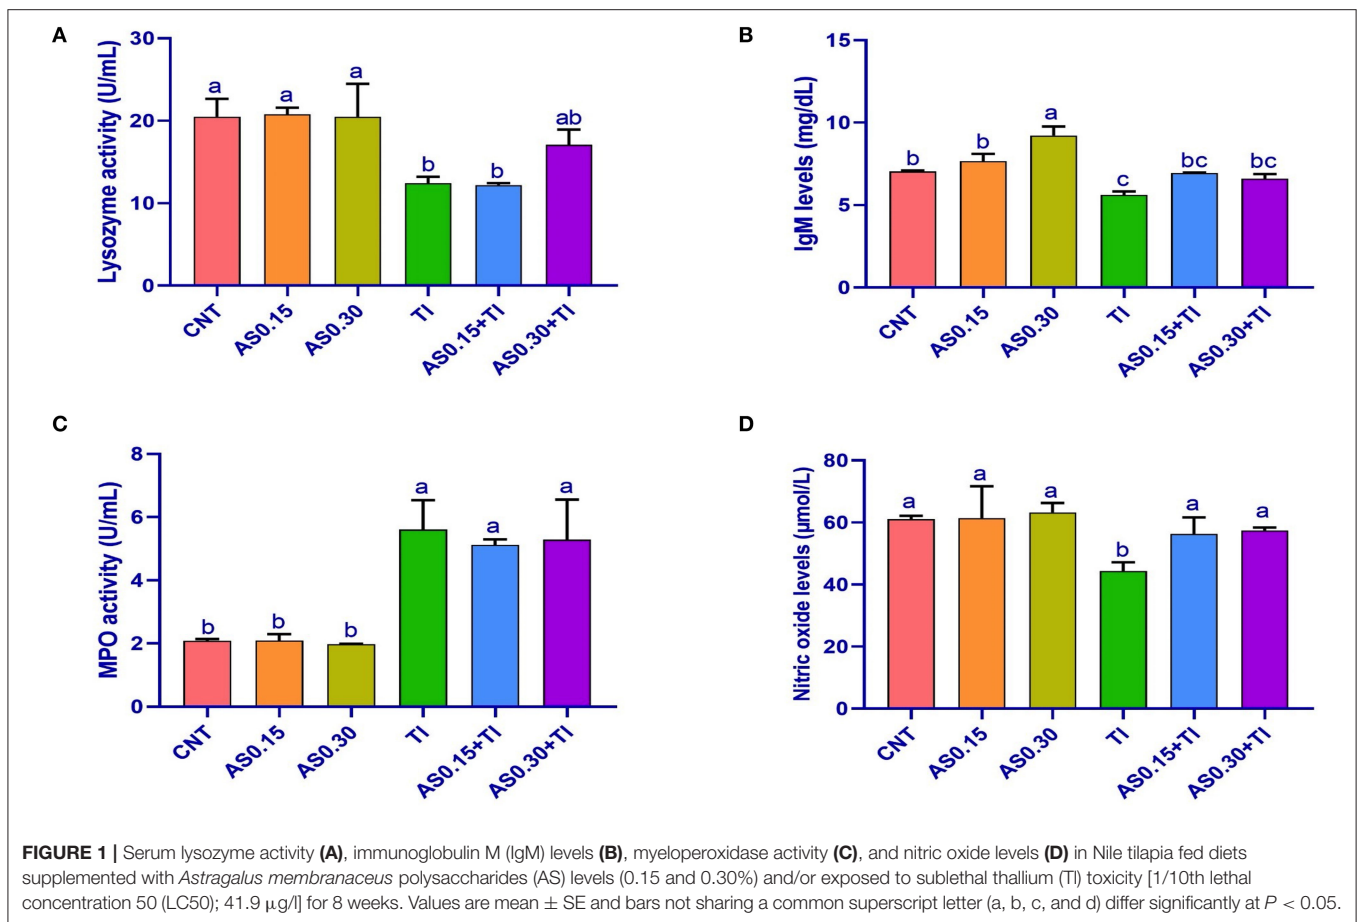 A
Lysozyme activity (U/mL)
30
20
10
0
a
a
a
b
b
ab
CNT
AS0.15
AS0.30
Tl
AS0.15+Tl
AS0.30+Tl
B
IgM levels (mg/dL)
15
10
5
0
b
b
a
c
bc
bc
CNT
AS0.15
AS0.30
Tl
AS0.15+Tl
AS0.30+Tl
C
MPO activity (U/mL)
8
6
4
2
0
b
b
b
a
a
a
CNT
AS0.15
AS0.30
Tl
AS0.15+Tl
AS0.30+Tl
D
Nitric oxide levels (µmol/L)
80
60
40
20
0
a
a
a
b
a
a
CNT
AS0.15
AS0.30
Tl
AS0.15+Tl
AS0.30+Tl
FIGURE 1 | Serum lysozyme activity (A), immunoglobulin M (IgM) levels (B), myeloperoxidase activity (C), and nitric oxide levels (D) in Nile tilapia fed diets
supplemented with Astragalus membranaceus polysaccharides (AS) levels (0.15 and 0.30%) and/or exposed to sublethal thallium (Tl) toxicity [1/10th lethal
concentration 50 (LC50); 41.9 µg/l] for 8 weeks. Values are mean ± SE and bars not sharing a common superscript letter (a, b, c, and d) differ significantly at P < 0.05.